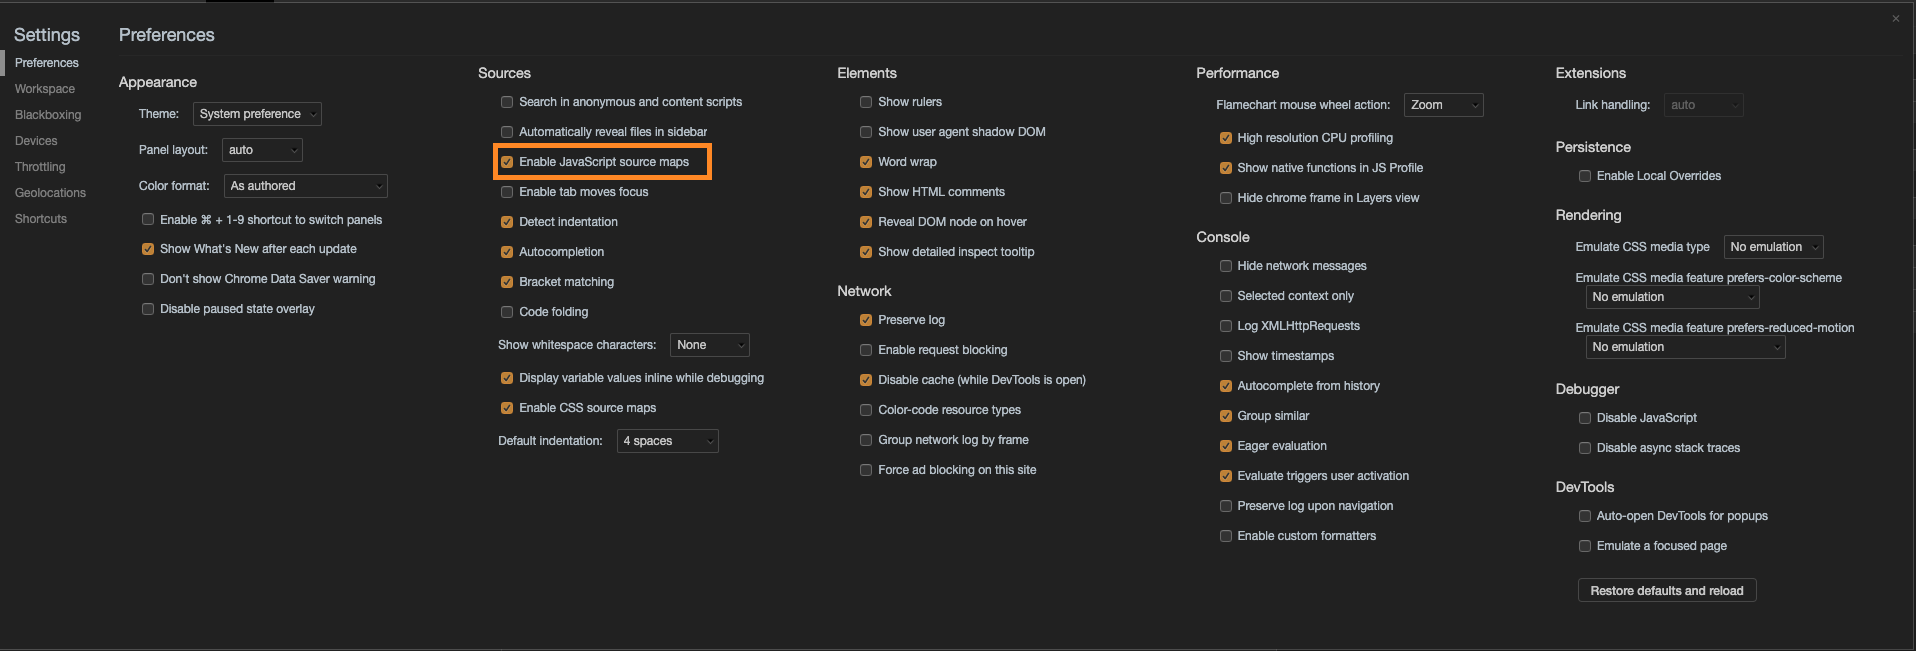 Settings
Preferences
Workspace
Blackboxing
Devices
Throttling
Geolocations
Shortcuts
Preferences
Appearance
Theme: System preference
Panel layout: auto
Color format: As authored
Enable ⌘ + 1-9 shortcut to switch panels
Show What's New after each update
Don't show Chrome Data Saver warning
Disable paused state overlay
Sources
Search in anonymous and content scripts
Automatically reveal files in sidebar
Enable JavaScript source maps
Enable tab moves focus
Detect indentation
Autocompletion
Bracket matching
Code folding
Show whitespace characters: None
Display variable values inline while debugging
Enable CSS source maps
Default indentation: 4 spaces
Elements
Show rulers
Show user agent shadow DOM
Word wrap
Show HTML comments
Reveal DOM node on hover
Show detailed inspect tooltip
Network
Preserve log
Enable request blocking
Disable cache (while DevTools is open)
Color-code resource types
Group network log by frame
Force ad blocking on this site
Performance
Flamechart mouse wheel action: Zoom
High resolution CPU profiling
Show native functions in JS Profile
Hide chrome frame in Layers view
Console
Hide network messages
Selected context only
Log XMLHttpRequests
Show timestamps
Autocomplete from history
Group similar
Eager evaluation
Evaluate triggers user activation
Preserve log upon navigation
Enable custom formatters
Extensions
Link handling: auto
Persistence
Enable Local Overrides
Rendering
Emulate CSS media type No emulation
Emulate CSS media feature prefers-color-scheme
No emulation
Emulate CSS media feature prefers-reduced-motion
No emulation
Debugger
Disable JavaScript
Disable async stack traces
DevTools
Auto-open DevTools for popups
Emulate a focused page
Restore defaults and reload